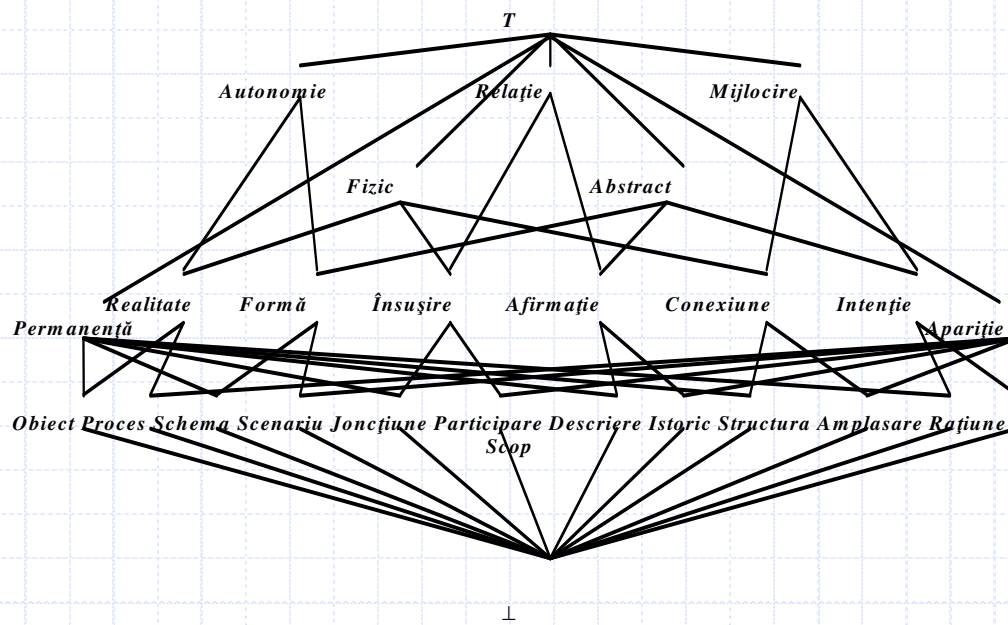 T
Autonomie Relaţie Mijlocire
Fizic Abstract
Realitate Formă Însuşire Afirmaţie Conexiune Intenţie
Permanenţă Apariţie
Obiect Proces Schema Scenariu Joncţiune Participare Descriere Istoric Structura Amplasare Raţiune
Scop
⊥